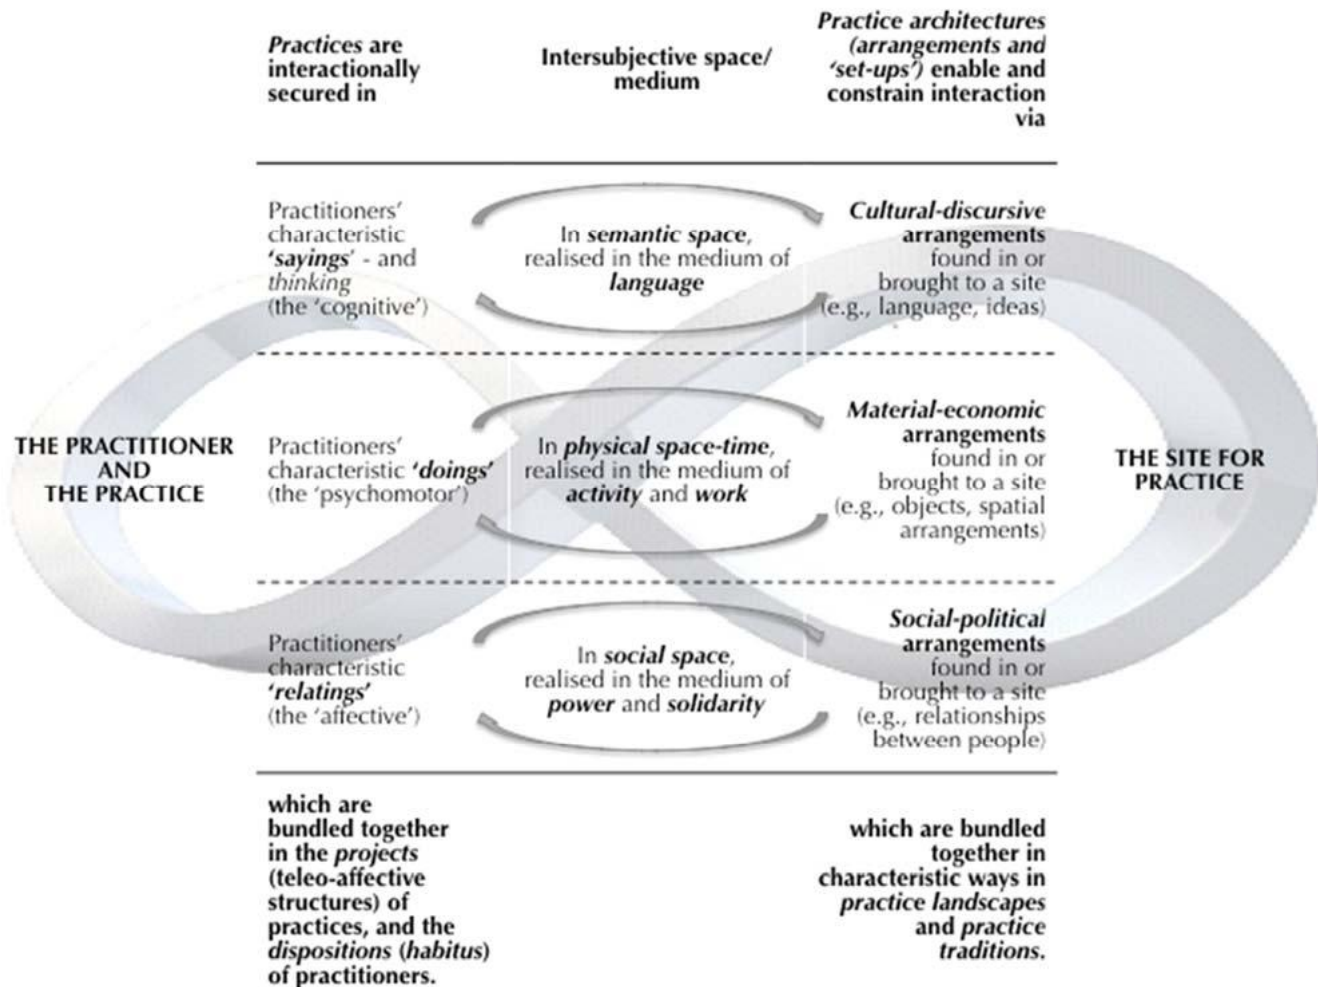 Practices are
interactionally
secured in
Intersubjective space/
medium
Practice architectures
(arrangements and
‘set-ups’) enable and
constrain interaction
via
THE PRACTITIONER
AND
THE PRACTICE
Practitioners’
characteristic
‘sayings’ - and
thinking
(the ‘cognitive’)
In semantic space,
realised in the medium of
language
Cultural-discursive
arrangements
found in or
brought to a site
(e.g., language, ideas)
Practitioners’
characteristic ‘doings’
(the ‘psychomotor’)
In physical space-time,
realised in the medium of
activity and work
Material-economic
arrangements
found in or
brought to a site
(e.g., objects, spatial
arrangements)
Practitioners’
characteristic
‘relatings’
(the ‘affective’)
In social space,
realised in the medium of
power and solidarity
Social-political
arrangements
found in or
brought to a site
(e.g., relationships
between people)
THE SITE FOR
PRACTICE
which are
bundled together
in the projects
(teleo-affective
structures) of
practices, and the
dispositions (habitus)
of practitioners.
which are bundled
together in
characteristic ways in
practice landscapes
and practice
traditions.